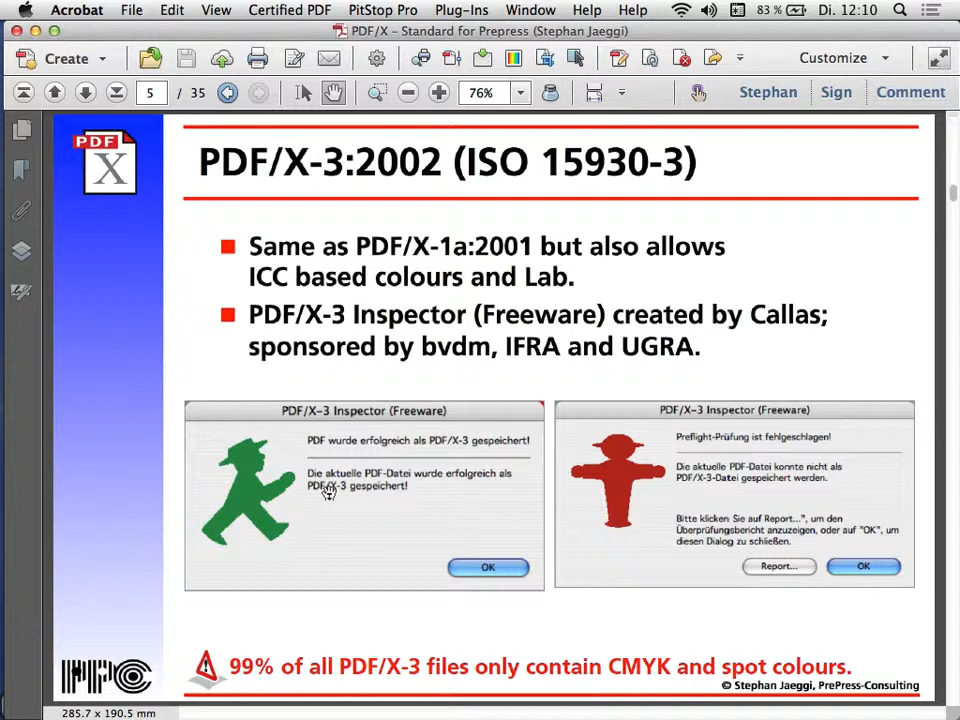 Acrobat File Edit View Certified PDF PitStop Pro Plug-Ins Window Help Help 83 % Di. 12:10
PDF/X - Standard for Prepress (Stephan Jaeggi)
Create Customize
5 / 35 76% Stephan Sign Comment
PDF
X
PDF/X-3:2002 (ISO 15930-3)
Same as PDF/X-1a:2001 but also allows
ICC based colours and Lab.
PDF/X-3 Inspector (Freeware) created by Callas;
sponsored by bvdm, IFRA and UGRA.
PDF/X-3 Inspector (Freeware)
PDF wurde erfolgreich als PDF/X-3 gespeichert!
Die aktuelle PDF-Datei wurde erfolgreich als
PDF/X-3 gespeichert!
OK
PDF/X-3 Inspector (Freeware)
Preflight-Prüfung ist fehlgeschlagen!
Die aktuelle PDF-Datei konnte nicht als
PDF/X-3-Datei gespeichert werden.
Bitte klicken Sie auf Report...", um den
Überprüfungsbericht anzuzeigen, oder auf "OK", um
diesen Dialog zu schließen.
Report... OK
99% of all PDF/X-3 files only contain CMYK and spot colours.
© Stephan Jaeggi, PrePress-Consulting
PPC
285.7 x 190.5 mm